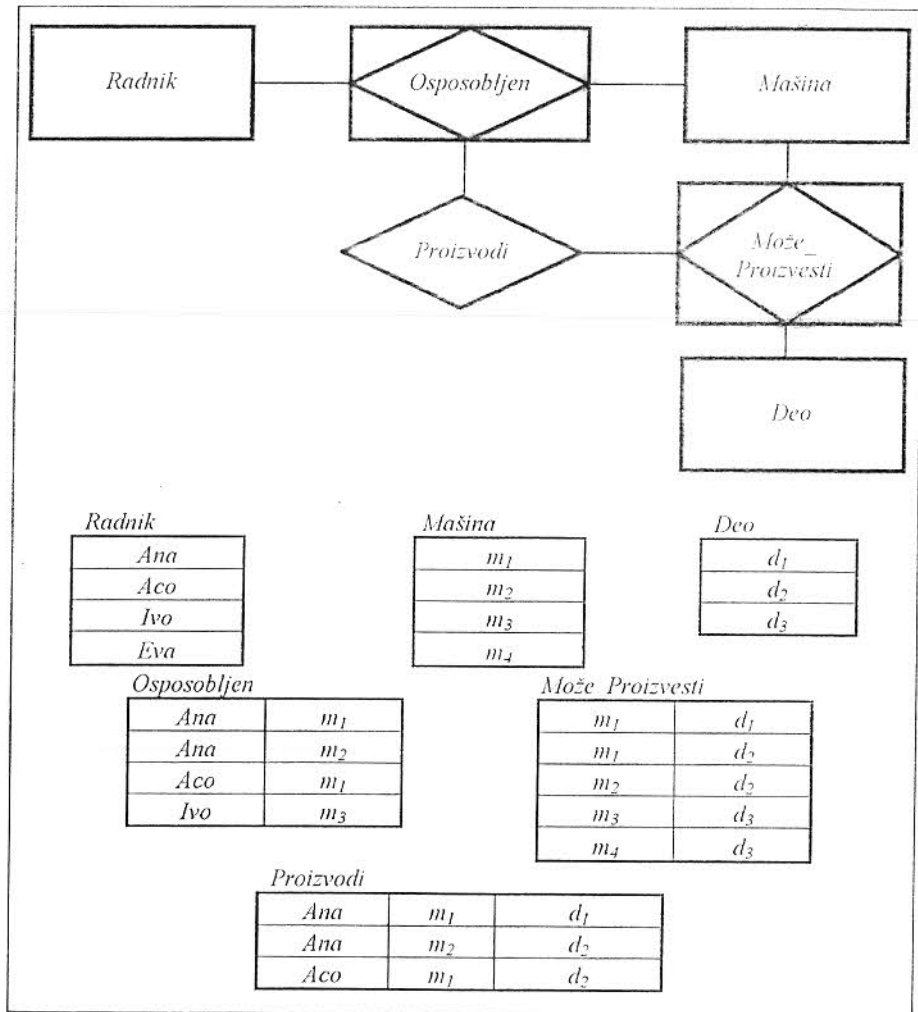 Radnik Osposobljen Mašina
Proizvodi Može_
Proizvesti
Deo
Radnik Mašina Deo
Ana m₁ d₁
Aco m₂ d₂
Ivo m₃ d₃
Eva m₄
Osposobljen Može Proizvesti
Ana m₁ m₁ d₁
Ana m₂ m₁ d₂
Aco m₁ m₂ d₂
Ivo m₃ m₃ d₃
m₄ d₃
Proizvodi
Ana m₁ d₁
Ana m₂ d₂
Aco m₁ d₂